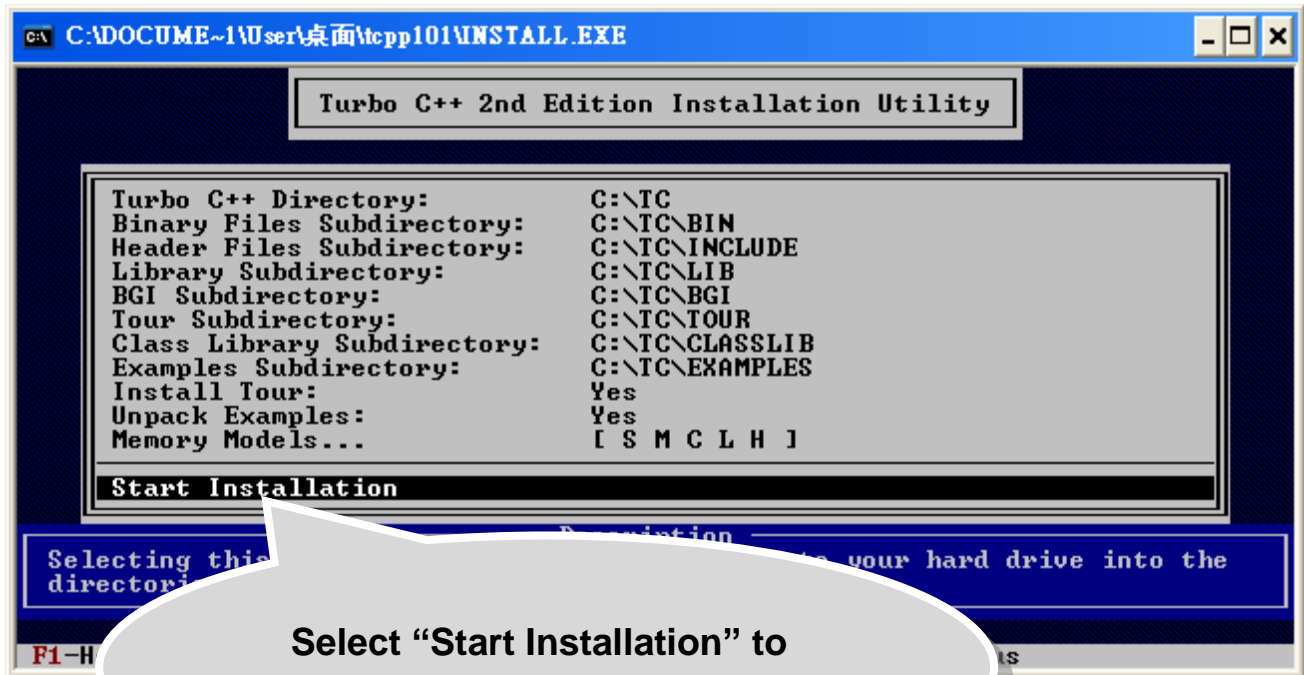 C:\DOCUME~1\User\桌面\tcpp101\INSTALL.EXE
Turbo C++ 2nd Edition Installation Utility
Turbo C++ Directory: C:\TC
Binary Files Subdirectory: C:\TC\BIN
Header Files Subdirectory: C:\TC\INCLUDE
Library Subdirectory: C:\TC\LIB
BGI Subdirectory: C:\TC\BGI
Tour Subdirectory: C:\TC\TOUR
Class Library Subdirectory: C:\TC\CLASSLIB
Examples Subdirectory: C:\TC\EXAMPLES
Install Tour: Yes
Unpack Examples: Yes
Memory Models... [ S M C L H ]
Start Installation
Description
Selecting this your hard drive into the
Select “Start Installation” to
F1-H